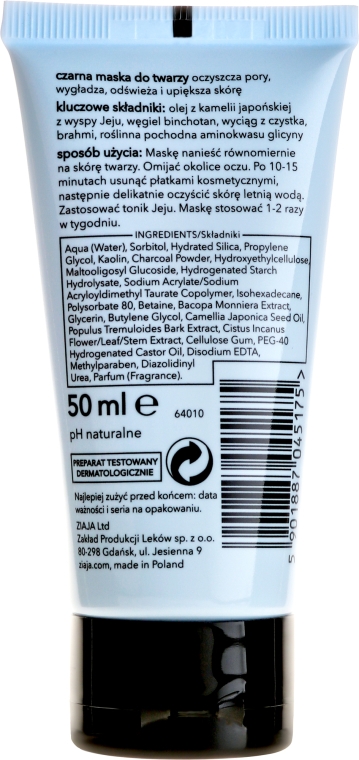 czarna maska do twarzy oczyszcza pory,
wygładza, odświeża i upiększa skórę
kluczowe składniki: olej z kamelii japońskiej
z wyspy Jeju, węgiel binchotan, wyciąg z czystka,
brahmi, roślinna pochodna aminokwasu glicyny
sposób użycia: Maskę nanieść równomiernie
na skórę twarzy. Omijać okolice oczu. Po 10-15
minutach usunąć płatkami kosmetycznymi,
następnie delikatnie oczyścić skórę letnią wodą.
Zastosować tonik Jeju. Maskę stosować 1-2 razy
w tygodniu.
INGREDIENTS/Składniki
Aqua (Water), Sorbitol, Hydrated Silica, Propylene
Glycol, Kaolin, Charcoal Powder, Hydroxyethylcellulose,
Maltooligosyl Glucoside, Hydrogenated Starch
Hydrolysate, Sodium Acrylate/Sodium
Acryloyldimethyl Taurate Copolymer, Isohexadecane,
Polysorbate 80, Betaine, Bacopa Monniera Extract,
Glycerin, Butylene Glycol, Camellia Japonica Seed Oil,
Populus Tremuloides Bark Extract, Cistus Incanus
Flower/Leaf/Stem Extract, Cellulose Gum, PEG-40
Hydrogenated Castor Oil, Disodium EDTA,
Methylparaben, Diazolidinyl
Urea, Parfum (Fragrance).
50 ml e
64010
pH naturalne
PREPARAT TESTOWANY
DERMATOLOGICZNIE
Najlepiej zużyć przed końcem: data
ważności i seria na opakowaniu.
ZIAJA Ltd
Zakład Produkcji Leków sp. z o.o.
80-298 Gdańsk, ul. Jesienna 9
ziaja.com, made in Poland
5 901887 045175 >